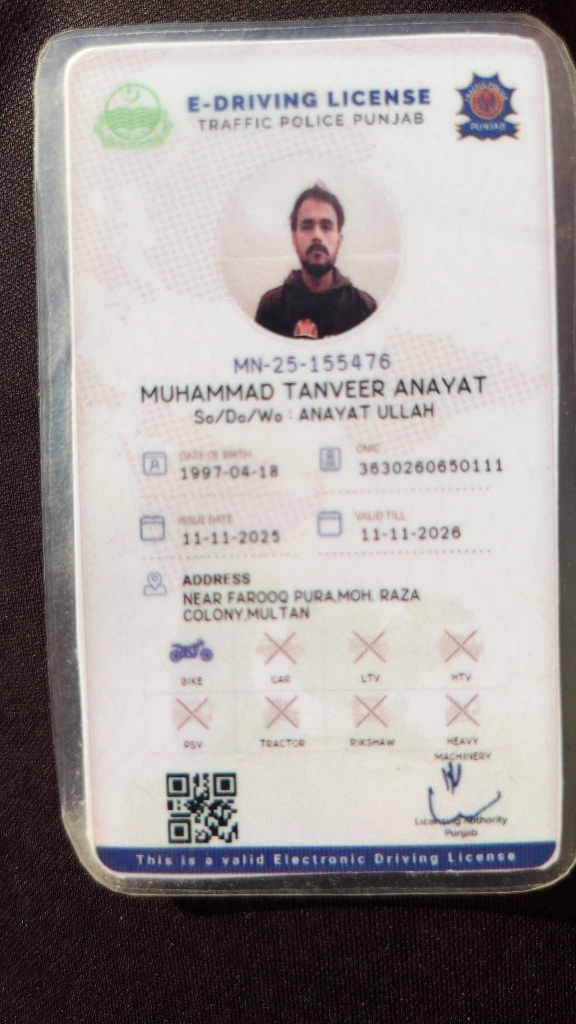 E-DRIVING LICENSE
TRAFFIC POLICE PUNJAB
PUNJAB
MN-25-155476
MUHAMMAD TANVEER ANAYAT
So/Do/Wo : ANAYAT ULLAH
DATE OF BIRTH CNIC
1997-04-18 3630260650111
ISSUE DATE VALID TILL
11-11-2025 11-11-2026
ADDRESS
NEAR FAROOQ PURA,MOH. RAZA
COLONY,MULTAN
BIKE CAR LTV HTV
PSV TRACTOR RIKSHAW HEAVY
MACHINERY
Licensing Authority
Punjab
This is a valid Electronic Driving License